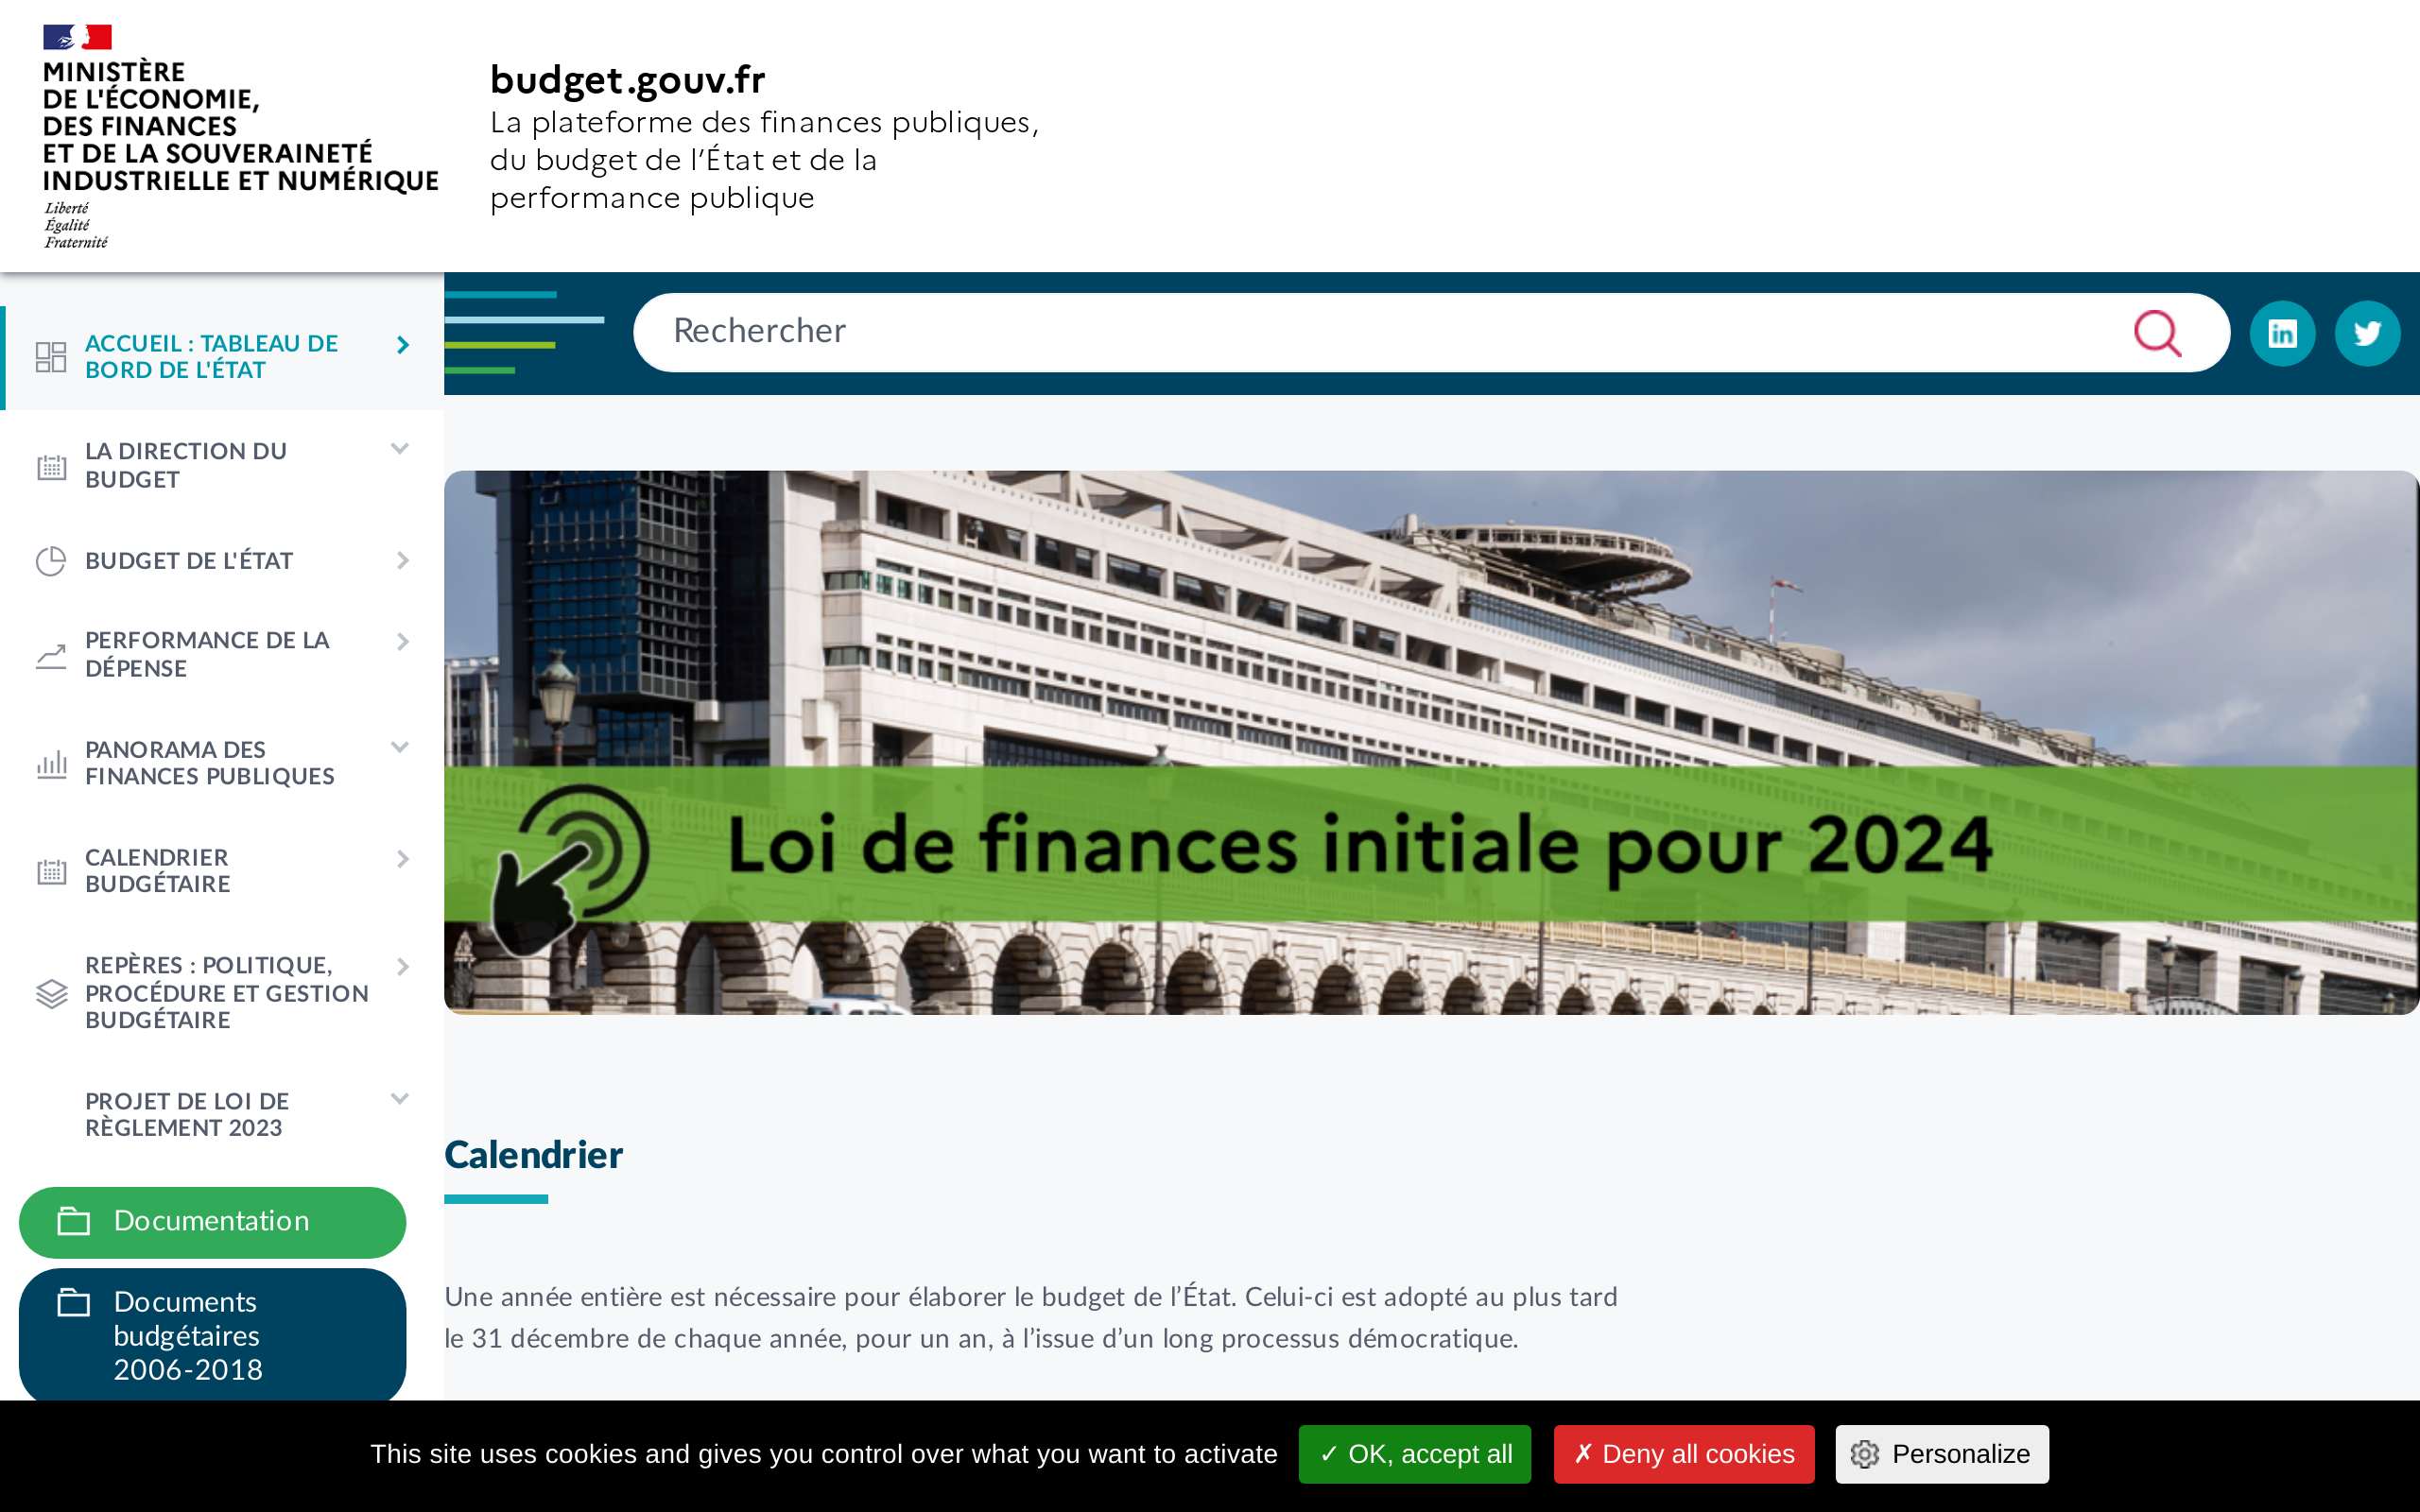 MINISTÈRE
DE L'ÉCONOMIE,
DES FINANCES
ET DE LA SOUVERAINETÉ
INDUSTRIELLE ET NUMÉRIQUE
Liberté
Égalité
Fraternité
budget.gouv.fr
La plateforme des finances publiques,
du budget de l’État et de la
performance publique
Rechercher
ACCUEIL : TABLEAU DE
BORD DE L'ÉTAT
LA DIRECTION DU
BUDGET
BUDGET DE L'ÉTAT
PERFORMANCE DE LA
DÉPENSE
PANORAMA DES
FINANCES PUBLIQUES
CALENDRIER
BUDGÉTAIRE
REPÈRES : POLITIQUE,
PROCÉDURE ET GESTION
BUDGÉTAIRE
PROJET DE LOI DE
RÈGLEMENT 2023
Documentation
Documents
budgétaires
2006-2018
Loi de finances initiale pour 2024
Calendrier
Une année entière est nécessaire pour élaborer le budget de l’État. Celui-ci est adopté au plus tard
le 31 décembre de chaque année, pour un an, à l’issue d’un long processus démocratique.
This site uses cookies and gives you control over what you want to activate
✓ OK, accept all
✗ Deny all cookies
Personalize